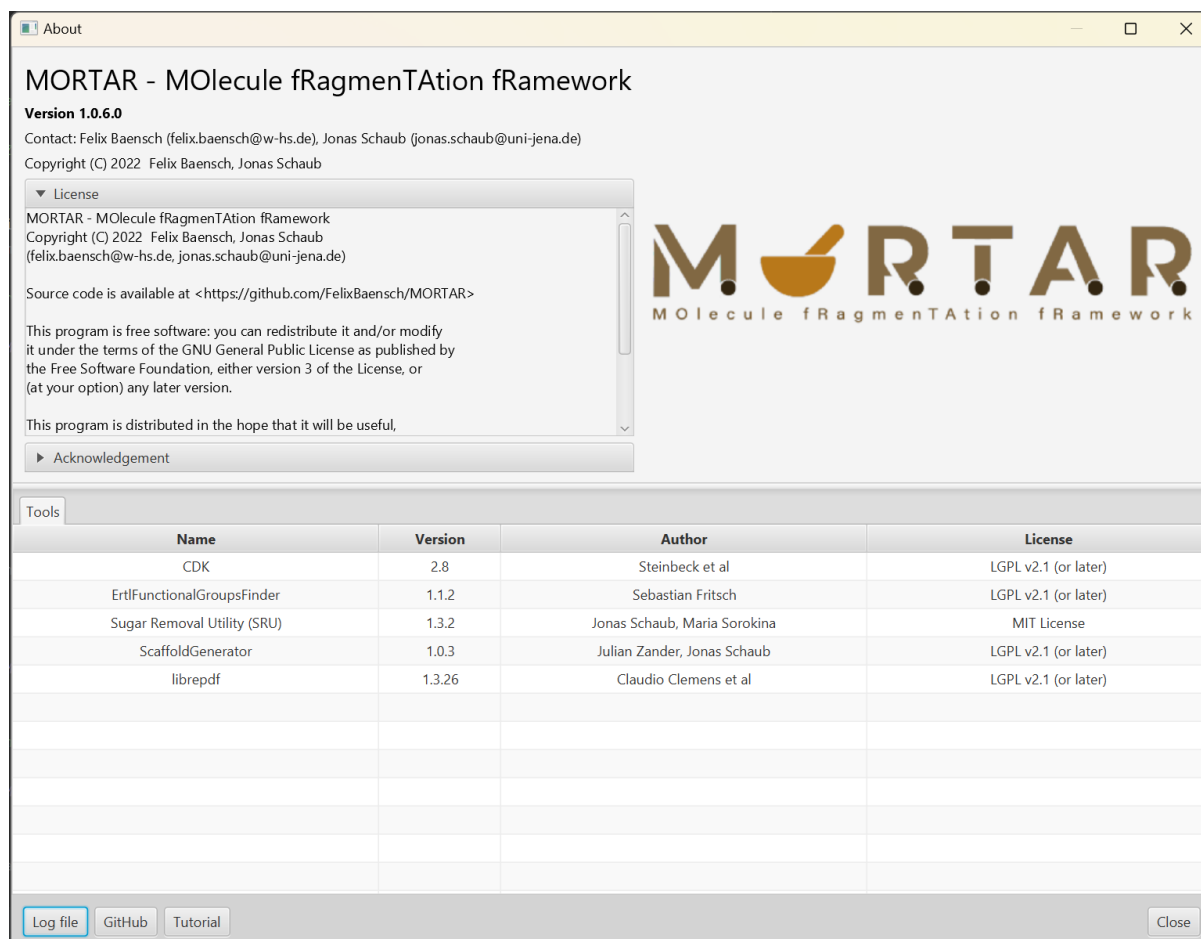 About
MORTAR - MOlecule fRagmenTAtion fRamework
Version 1.0.6.0
Contact: Felix Baensch (felix.baensch@w-hs.de), Jonas Schaub (jonas.schaub@uni-jena.de)
Copyright (C) 2022  Felix Baensch, Jonas Schaub
License
MORTAR - MOlecule fRagmenTAtion fRamework
Copyright (C) 2022  Felix Baensch, Jonas Schaub
(felix.baensch@w-hs.de, jonas.schaub@uni-jena.de)
Source code is available at <https://github.com/FelixBaensch/MORTAR>
This program is free software: you can redistribute it and/or modify
it under the terms of the GNU General Public License as published by
the Free Software Foundation, either version 3 of the License, or
(at your option) any later version.
This program is distributed in the hope that it will be useful,
Acknowledgement
MORTAR
MOlecule fRagmenTAtion fRamework
Tools
Name Version Author License
CDK 2.8 Steinbeck et al LGPL v2.1 (or later)
ErtlFunctionalGroupsFinder 1.1.2 Sebastian Fritsch LGPL v2.1 (or later)
Sugar Removal Utility (SRU) 1.3.2 Jonas Schaub, Maria Sorokina MIT License
ScaffoldGenerator 1.0.3 Julian Zander, Jonas Schaub LGPL v2.1 (or later)
librepdf 1.3.26 Claudio Clemens et al LGPL v2.1 (or later)
Log file GitHub Tutorial Close